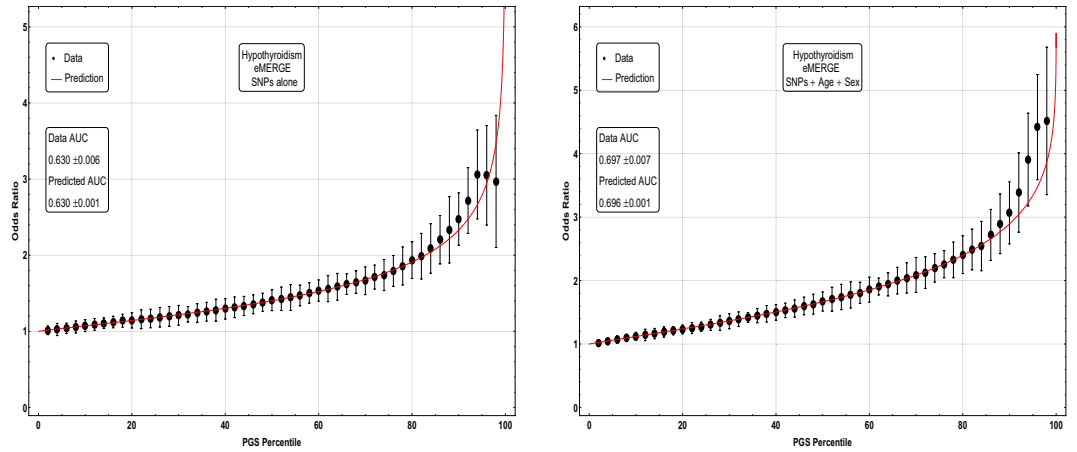 5
4
3
2
1
0
Odds Ratio
Data
Prediction
Hypothyroidism
eMERGE
SNPs alone
Data AUC
0.630 ±0.006
Predicted AUC
0.630 ±0.001
0
20
40
60
80
100
PGS Percentile
6
5
4
3
2
1
0
Odds Ratio
Data
Prediction
Hypothyroidism
eMERGE
SNPs + Age + Sex
Data AUC
0.697 ±0.007
Predicted AUC
0.696 ±0.001
0
20
40
60
80
100
PGS Percentile